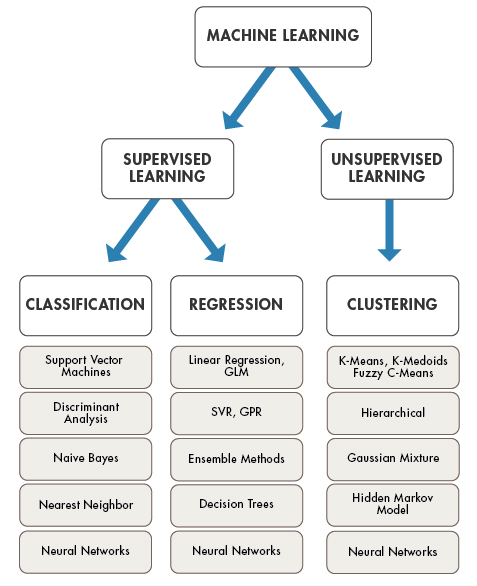 MACHINE LEARNING
SUPERVISED
LEARNING
UNSUPERVISED
LEARNING
CLASSIFICATION
Support Vector
Machines
Discriminant
Analysis
Naive Bayes
Nearest Neighbor
Neural Networks
REGRESSION
Linear Regression,
GLM
SVR, GPR
Ensemble Methods
Decision Trees
Neural Networks
CLUSTERING
K-Means, K-Medoids
Fuzzy C-Means
Hierarchical
Gaussian Mixture
Hidden Markov
Model
Neural Networks